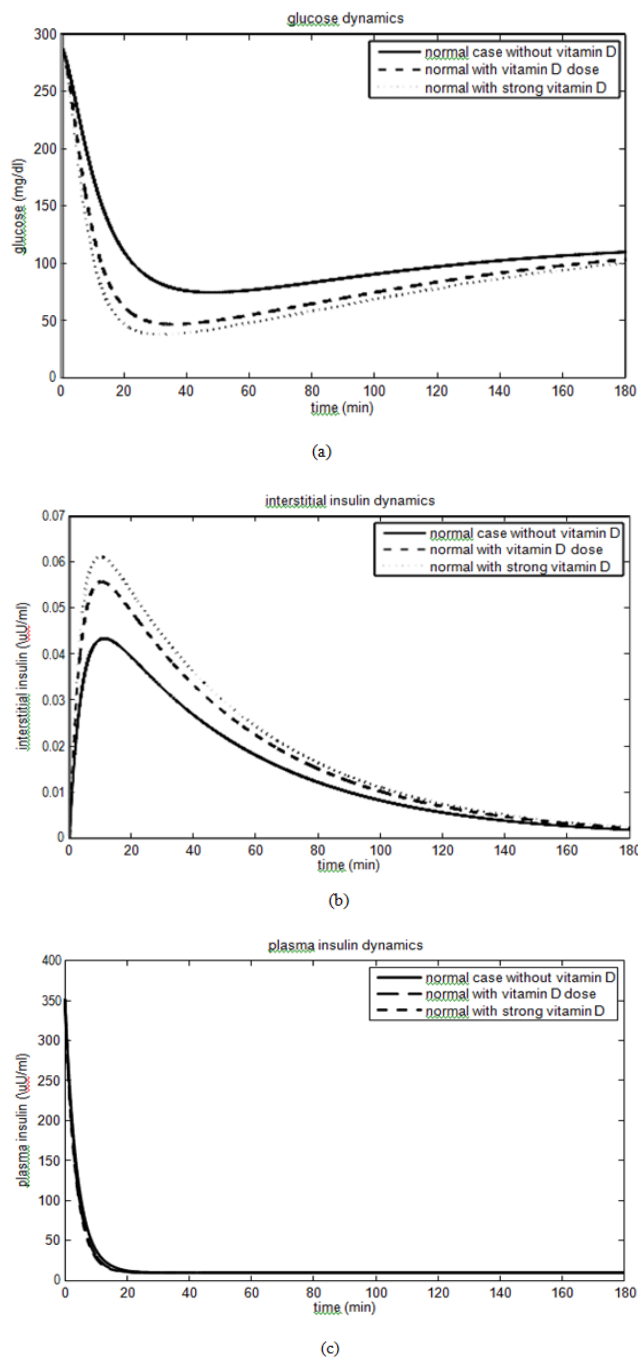 glucose dynamics
300
250
200
150
100
50
0
glucose (mg/dl)
normal case without vitamin D
normal with vitamin D dose
normal with strong vitamin D
0 20 40 60 80 100 120 140 160 180
time (min)
(a)
interstitial insulin dynamics
0.07
0.06
0.05
0.04
0.03
0.02
0.01
0
interstitial insulin (\uU/ml)
normal case without vitamin D
normal with vitamin D dose
normal with strong vitamin D
0 20 40 60 80 100 120 140 160 180
time (min)
(b)
plasma insulin dynamics
400
350
300
250
200
150
100
50
0
plasma insulin (\uU/ml)
normal case without vitamin D
normal with vitamin D dose
normal with strong vitamin D
0 20 40 60 80 100 120 140 160 180
time (min)
(c)